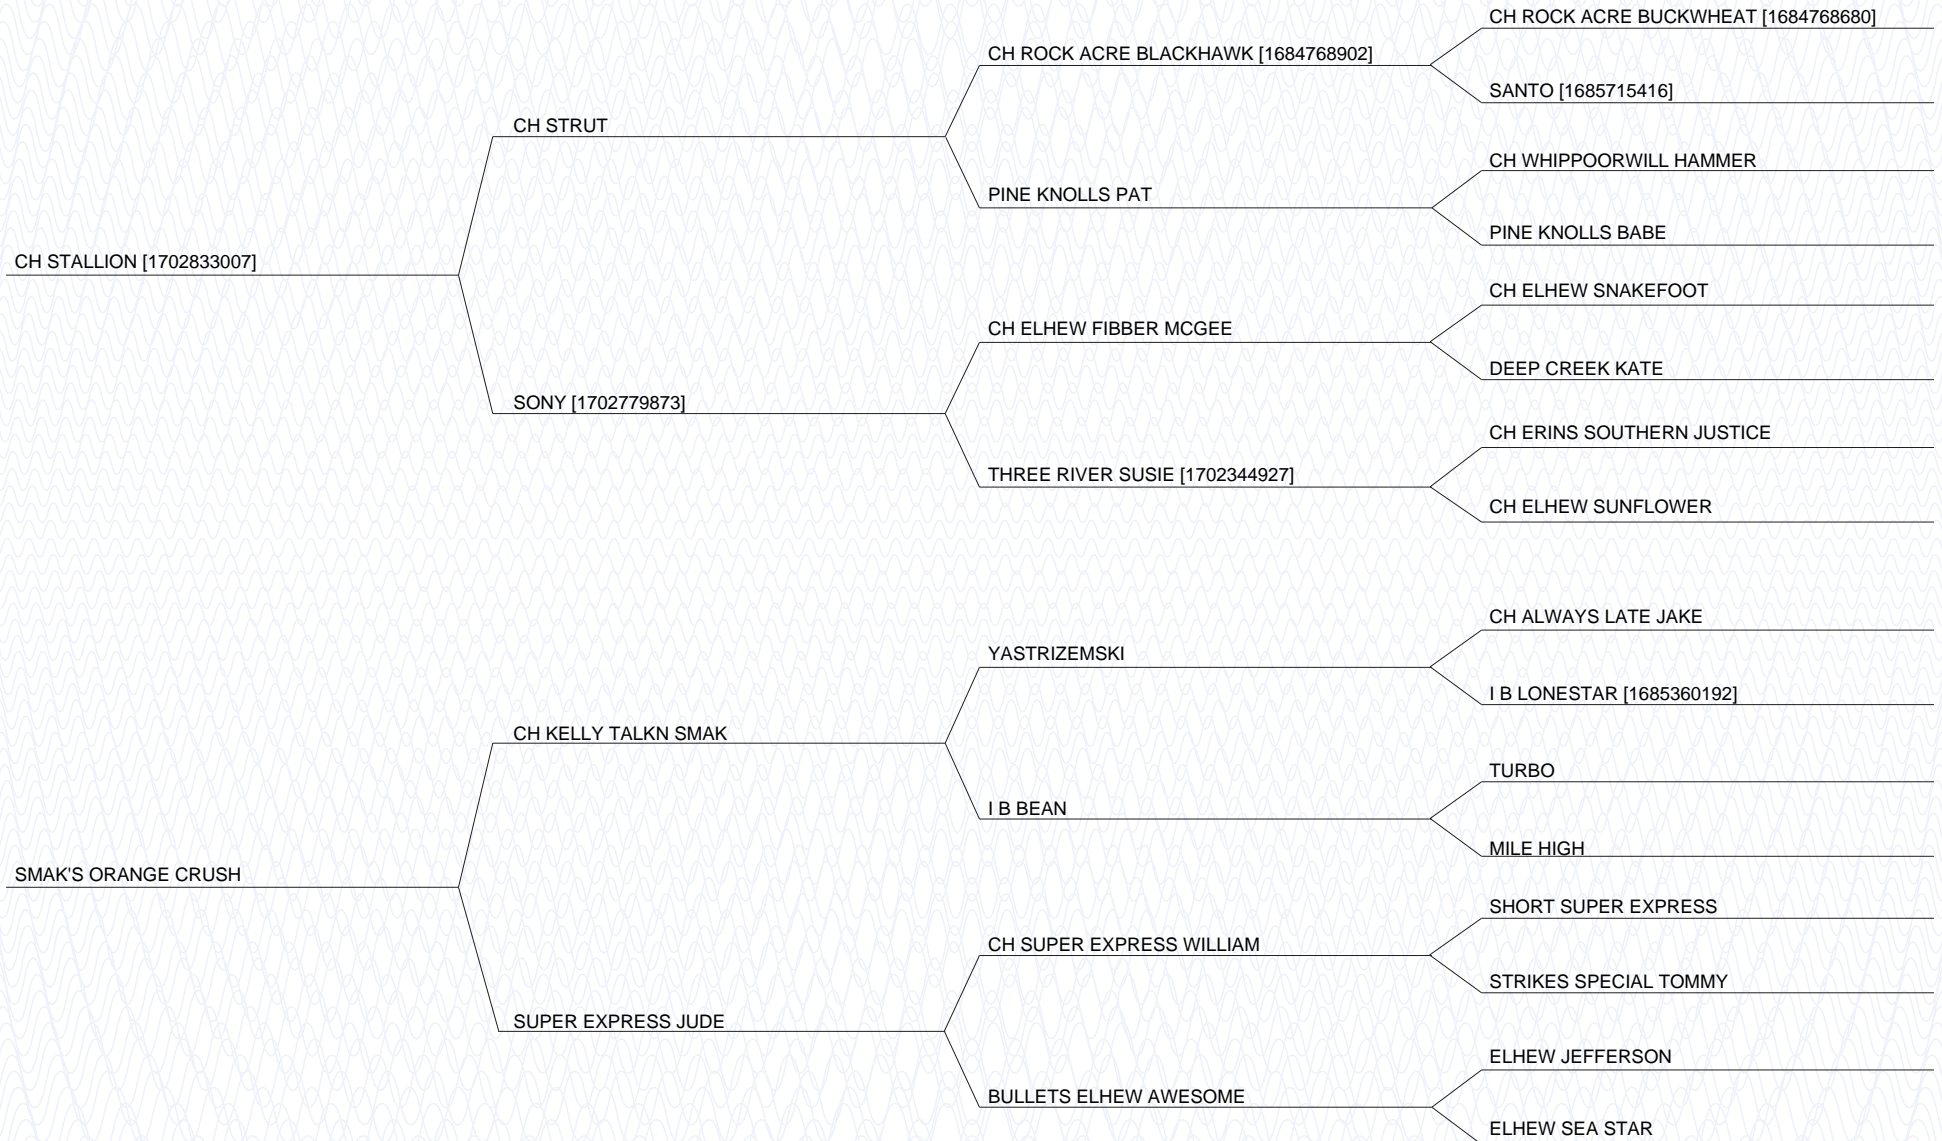 CH ROCK ACRE BUCKWHEAT [1684768680]
CH ROCK ACRE BLACKHAWK [1684768902]
SANTO [1685715416]
CH STRUT
CH WHIPPOORWILL HAMMER
PINE KNOLLS PAT
PINE KNOLLS BABE
CH STALLION [1702833007]
CH ELHEW SNAKEFOOT
CH ELHEW FIBBER MCGEE
DEEP CREEK KATE
SONY [1702779873]
CH ERINS SOUTHERN JUSTICE
THREE RIVER SUSIE [1702344927]
CH ELHEW SUNFLOWER
CH ALWAYS LATE JAKE
YASTRIZEMSKI
I B LONESTAR [1685360192]
CH KELLY TALKN SMAK
TURBO
I B BEAN
MILE HIGH
SMAK'S ORANGE CRUSH
SHORT SUPER EXPRESS
CH SUPER EXPRESS WILLIAM
STRIKES SPECIAL TOMMY
SUPER EXPRESS JUDE
ELHEW JEFFERSON
BULLETS ELHEW AWESOME
ELHEW SEA STAR